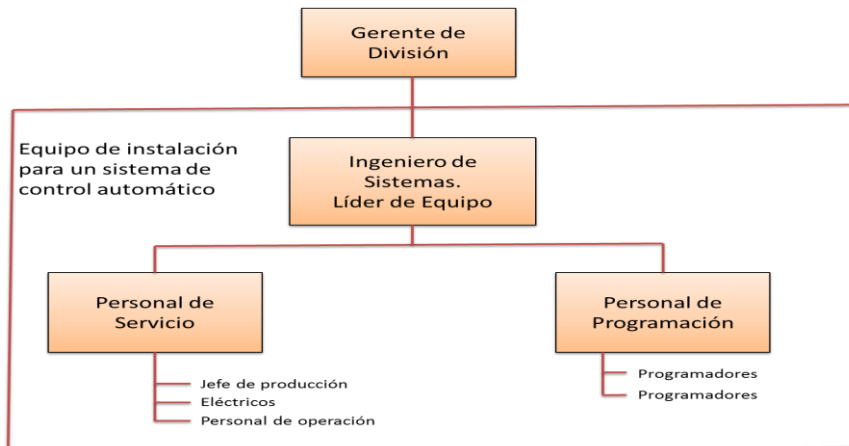 Gerente de
División
Equipo de instalación
para un sistema de
control automático
Ingeniero de
Sistemas.
Líder de Equipo
Personal de
Servicio
Jefe de producción
Eléctricos
Personal de operación
Personal de
Programación
Programadores
Programadores